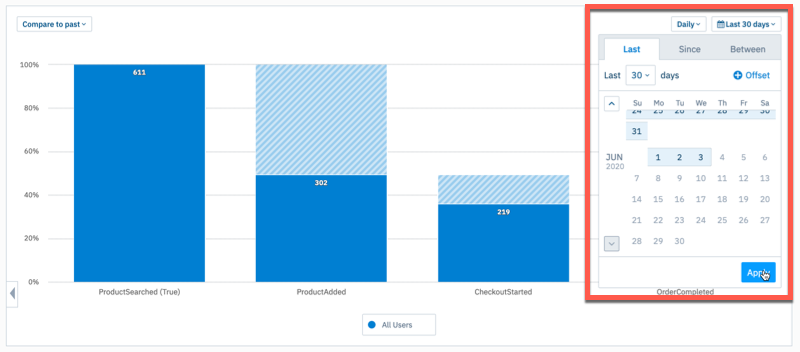 Compare to past
Daily
Last 30 days
Last
Since
Between
Last 30 days
Offset
Su Mo Tu We Th Fr Sa
24 25 26 27 28 29 30
31
JUN
2020
1 2 3 4 5 6
7 8 9 10 11 12 13
14 15 16 17 18 19 20
21 22 23 24 25 26 27
28 29 30
Apply
100%
80%
60%
40%
20%
0%
611
302
219
ProductSearched (True)
ProductAdded
CheckoutStarted
OrderCompleted
All Users